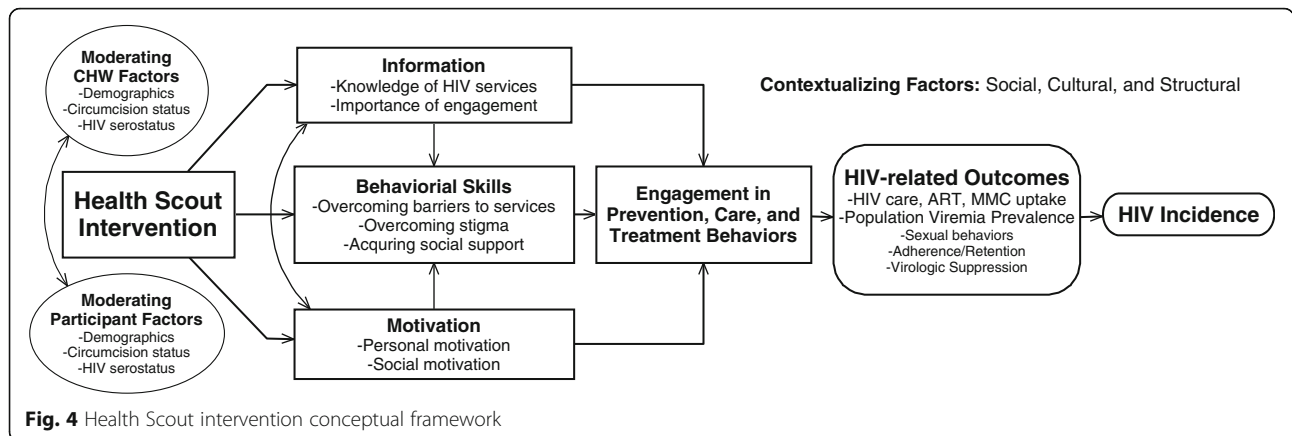 Moderating
CHW Factors
-Demographics
-Circumcision status
-HIV serostatus
Health Scout
Intervention
Moderating
Participant Factors
-Demographics
-Circumcision status
-HIV serostatus
Information
-Knowledge of HIV services
-Importance of engagement
Behaviorial Skills
-Overcoming barriers to services
-Overcoming stigma
-Acquring social support
Motivation
-Personal motivation
-Social motivation
Engagement in
Prevention, Care, and
Treatment Behaviors
Contextualizing Factors: Social, Cultural, and Structural
HIV-related Outcomes
-HIV care, ART, MMC uptake
-Population Viremia Prevalence
-Sexual behaviors
-Adherence/Retention
-Virologic Suppression
HIV Incidence
Fig. 4 Health Scout intervention conceptual framework